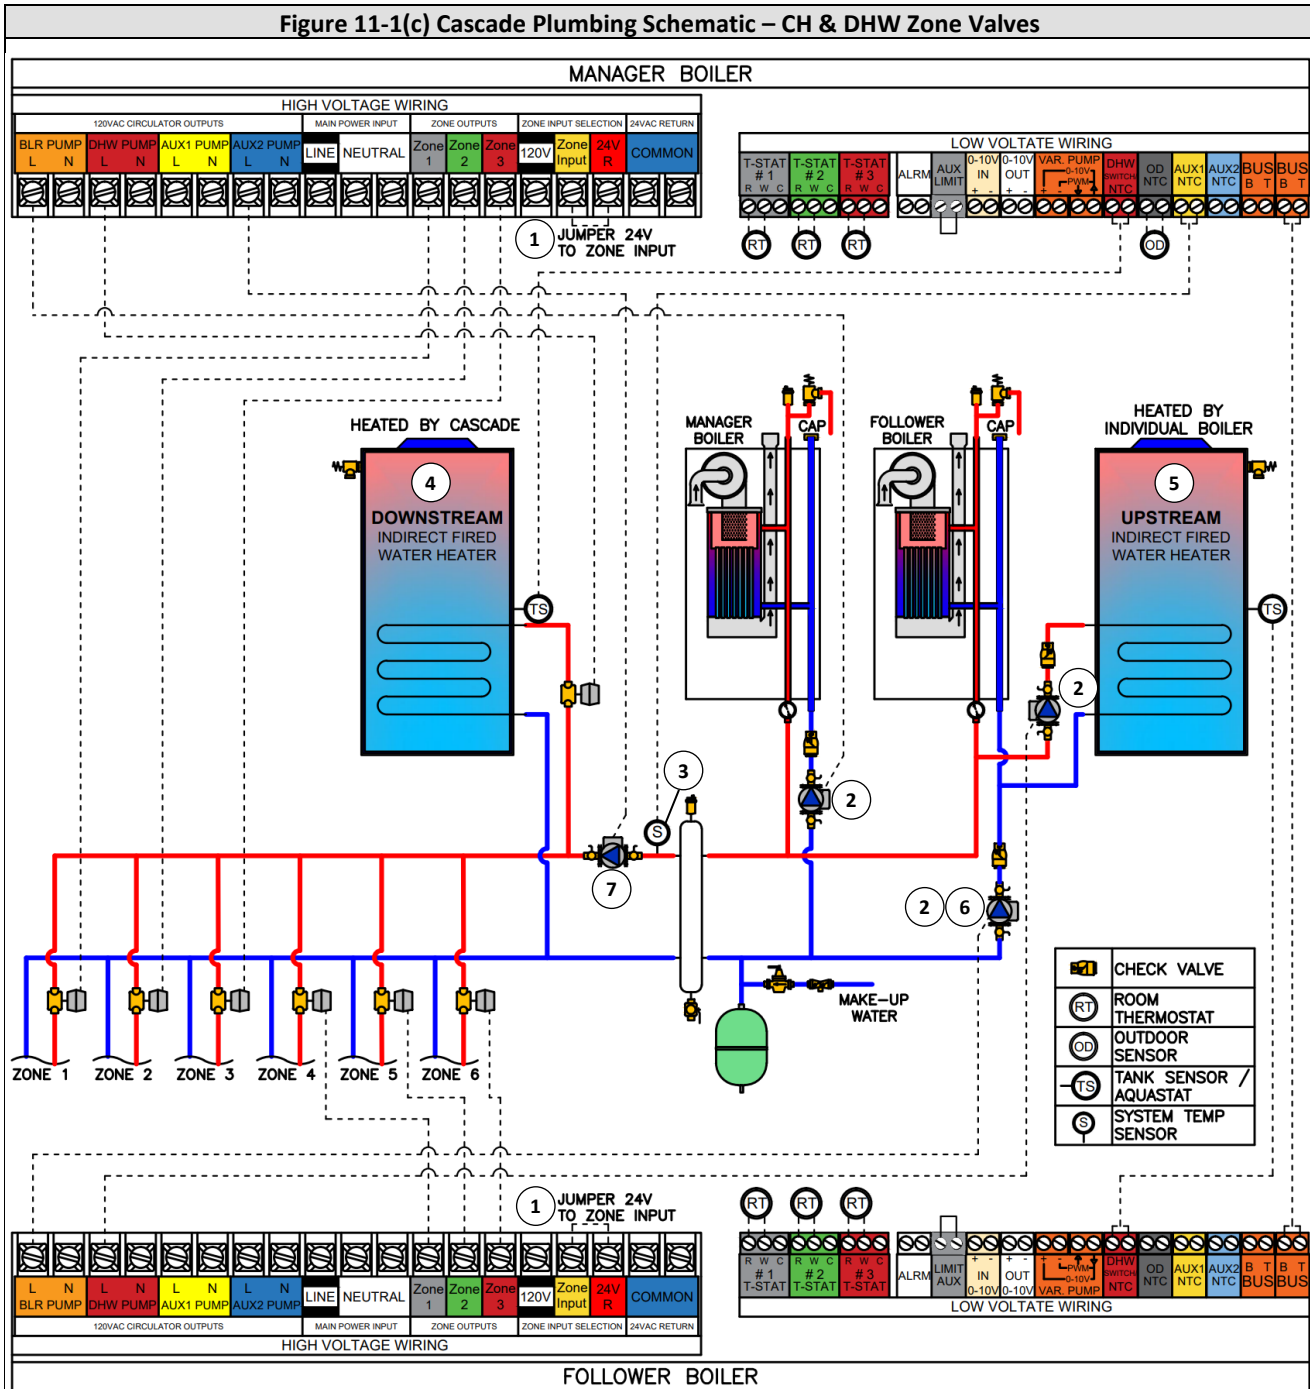 Figure 11-1(c) Cascade Plumbing Schematic – CH & DHW Zone Valves
MANAGER BOILER
HIGH VOLTAGE WIRING
120VAC CIRCULATOR OUTPUTS MAIN POWER INPUT ZONE OUTPUTS ZONE INPUT SELECTION 24VAC RETURN
BLR PUMP DHW PUMP AUX1 PUMP AUX2 PUMP LINE NEUTRAL Zone 1 Zone 2 Zone 3 120V Zone Input 24V R COMMON
L N L N L N L N
LOW VOLTATE WIRING
T-STAT # 1 T-STAT # 2 T-STAT # 3 ALRM AUX LIMIT 0-10V IN 0-10V OUT VAR. PUMP 0-10V PWM DHW SWITCH/ NTC OD NTC AUX1 NTC AUX2 NTC BUS BUS
R W C R W C R W C + - + - + - B T B T
1 JUMPER 24V
TO ZONE INPUT
RT RT RT OD
HEATED BY CASCADE
MANAGER
BOILER
CAP
FOLLOWER
BOILER
CAP
HEATED BY
INDIVIDUAL BOILER
4
DOWNSTREAM
INDIRECT FIRED
WATER HEATER
5
UPSTREAM
INDIRECT FIRED
WATER HEATER
TS
TS
2
3
2
S
7
2 6
MAKE-UP
WATER
ZONE 1 ZONE 2 ZONE 3 ZONE 4 ZONE 5 ZONE 6
CHECK VALVE
RT ROOM
THERMOSTAT
OD OUTDOOR
SENSOR
TS TANK SENSOR /
AQUASTAT
S SYSTEM TEMP
SENSOR
1 JUMPER 24V
TO ZONE INPUT
RT RT RT
L N L N L N L N
BLR PUMP DHW PUMP AUX1 PUMP AUX2 PUMP LINE NEUTRAL Zone 1 Zone 2 Zone 3 120V Zone Input 24V R COMMON
120VAC CIRCULATOR OUTPUTS MAIN POWER INPUT ZONE OUTPUTS ZONE INPUT SELECTION 24VAC RETURN
HIGH VOLTAGE WIRING
R W C R W C R W C + - + - + - B T B T
# 1 T-STAT # 2 T-STAT # 3 T-STAT ALRM LIMIT AUX IN 0-10V OUT 0-10V PWM 0-10V VAR. PUMP DHW SWITCH/ NTC OD NTC AUX1 NTC AUX2 NTC BUS BUS
LOW VOLTATE WIRING
FOLLOWER BOILER